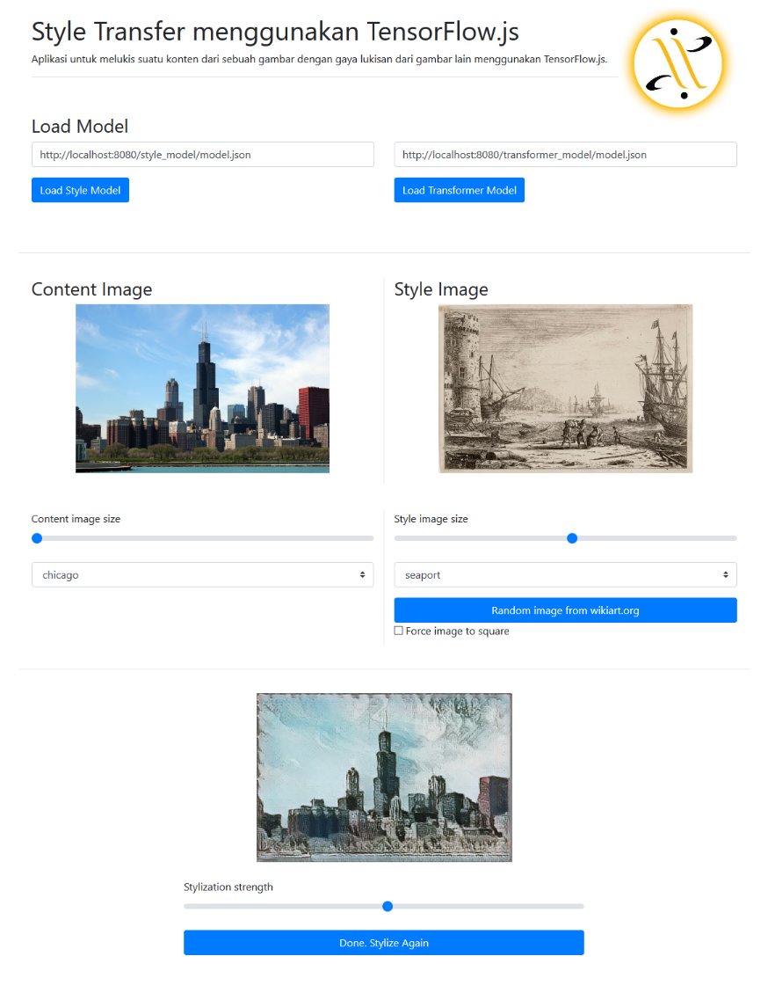 Style Transfer menggunakan TensorFlow.js
Aplikasi untuk melukis suatu konten dari sebuah gambar dengan gaya lukisan dari gambar lain menggunakan TensorFlow.js.
Load Model
http://localhost:8080/style_model/model.json
http://localhost:8080/transformer_model/model.json
Load Style Model
Load Transformer Model
Content Image
Style Image
Content image size
Style image size
chicago
seaport
Random image from wikiart.org
Force image to square
Stylization strength
Done. Stylize Again